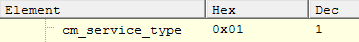 Element Hex Dec
cm_service_type 0x01 1